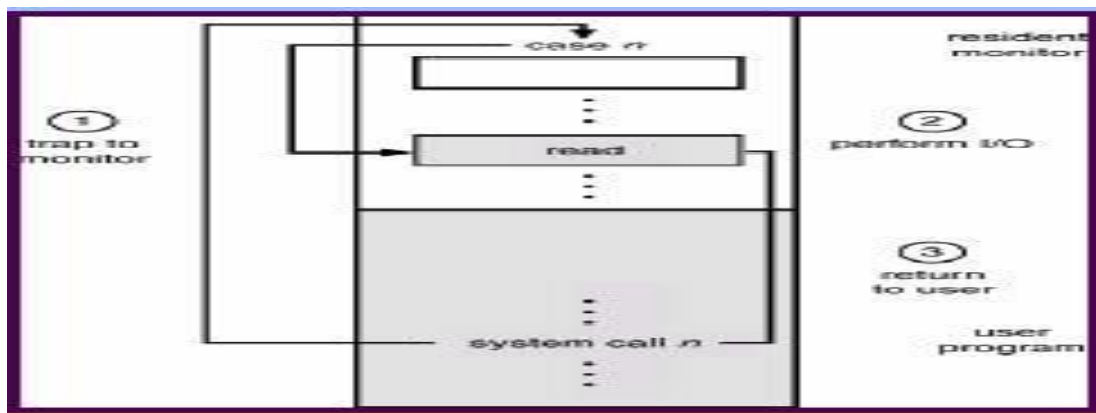 case n
resident
monitor
1
trap to
monitor
read
2
perform I/O
3
return
to user
system call n
user
program